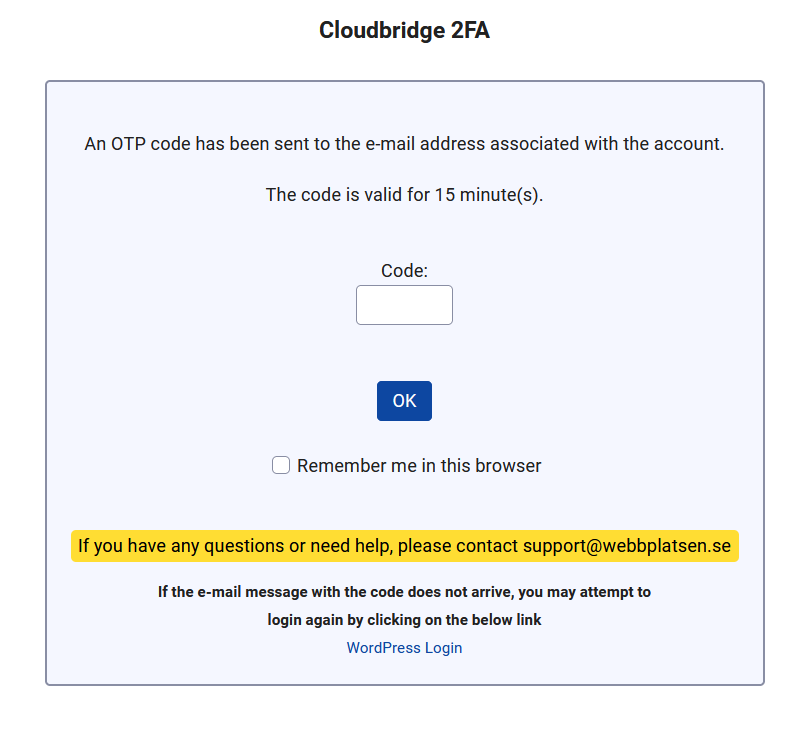 Cloudbridge 2FA
An OTP code has been sent to the e-mail address associated with the account.
The code is valid for 15 minute(s).
Code:
OK
Remember me in this browser
If you have any questions or need help, please contact support@webbplatsen.se
If the e-mail message with the code does not arrive, you may attempt to
login again by clicking on the below link
WordPress Login